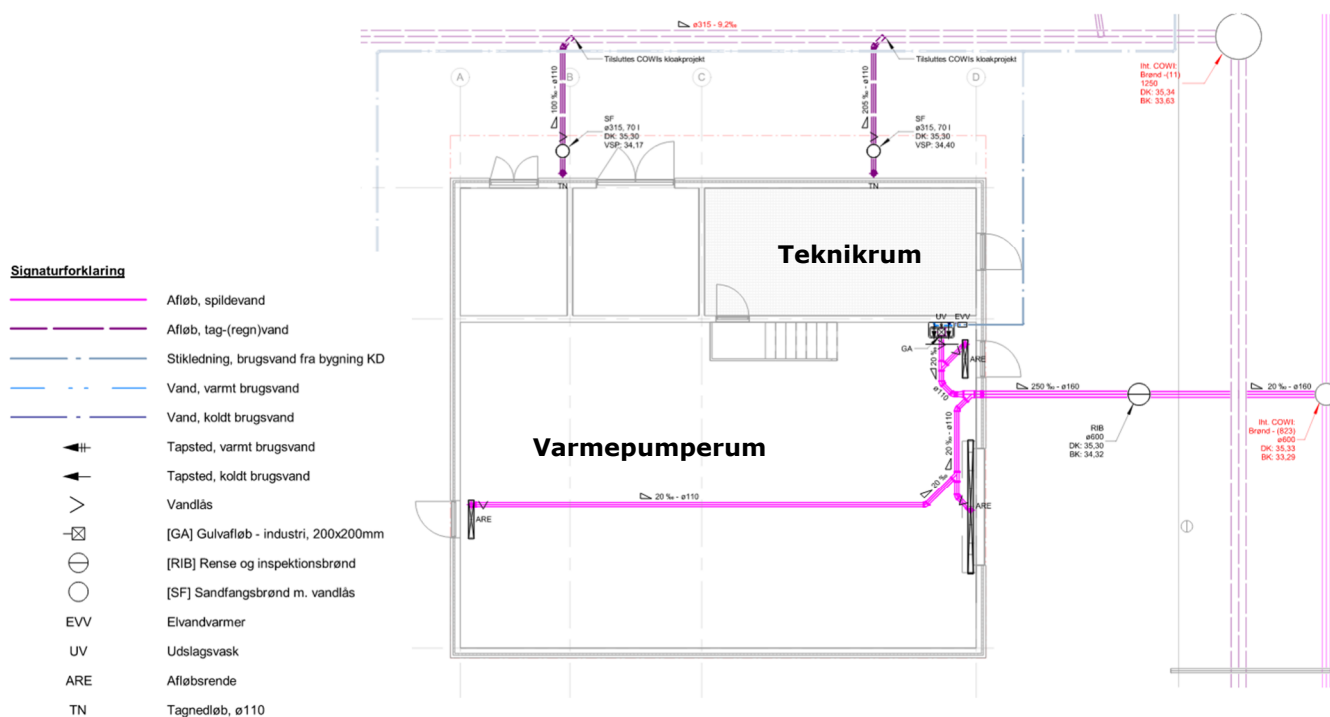 ø315 - 9,2‰
Tilsluttes COWIs kloakprojekt
Tilsluttes COWIs kloakprojekt
A
B
C
D
100 ‰ - ø110
205 ‰ - ø110
Iht. COWI:
Brønd -(11)
1250
DK: 35,34
BK: 33,63
SF
ø315, 70 l
DK: 35,30
VSP: 34,17
SF
ø315, 70 l
DK: 35,30
VSP: 34,40
TN
TN
Teknikrum
Signaturforklaring
Afløb, spildevand
Afløb, tag-(regn)vand
Stikledning, brugsvand fra bygning KD
Vand, varmt brugsvand
Vand, koldt brugsvand
Tapsted, varmt brugsvand
Tapsted, koldt brugsvand
Vandlås
[GA] Gulvafløb - industri, 200x200mm
[RIB] Rense og inspektionsbrønd
[SF] Sandfangsbrønd m. vandlås
EVV Elvandvarmer
UV Udslagsvask
ARE Afløbsrende
TN Tagnedløb, ø110
UV EVV
GA
ARE
20 ‰
ø110
250 ‰ - ø160
20 ‰ - ø160
RIB
ø600
DK: 35,30
BK: 34,32
Iht. COWI:
Brønd - (823)
ø600
DK: 35,33
BK: 33,29
Varmepumperum
20 ‰ - ø110
20 ‰
20 ‰ - ø110
ARE
ARE